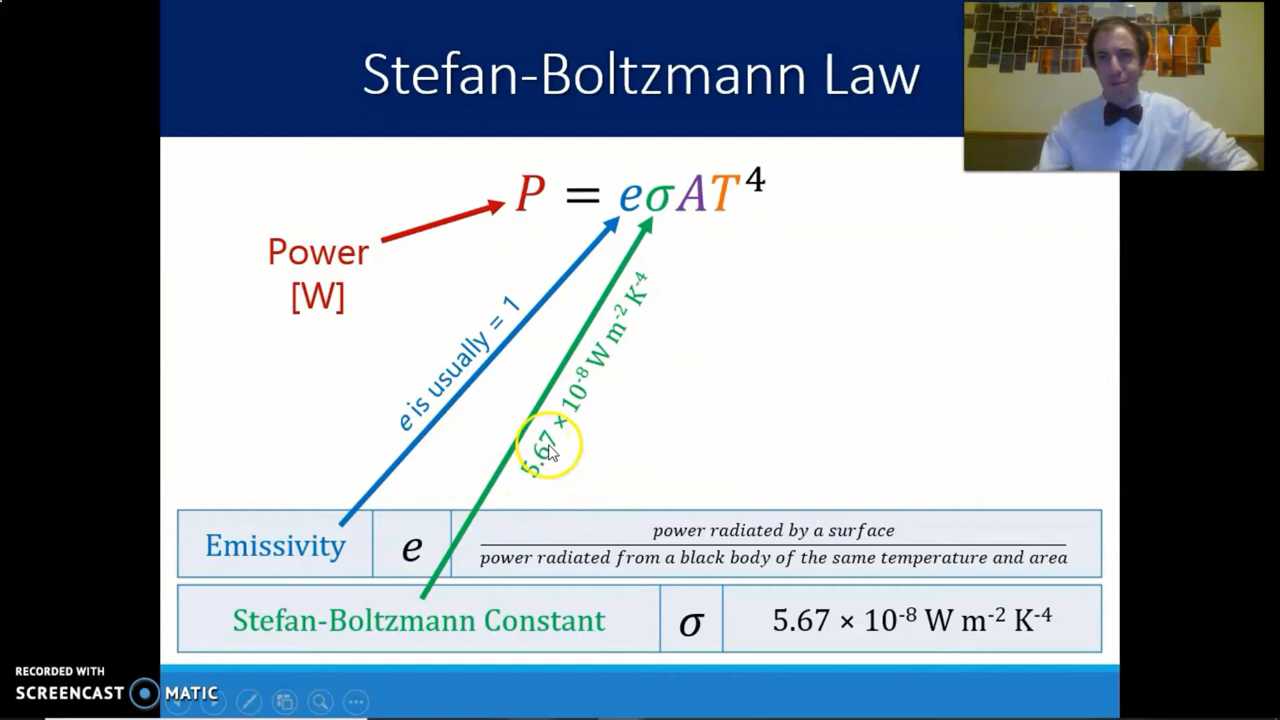 Stefan-Boltzmann Law
P = eσAT⁴
Power
[W]
e is usually = 1
5.67 × 10⁻⁸ W m⁻² K⁻⁴
Emissivity e power radiated by a surface
power radiated from a black body of the same temperature and area
Stefan-Boltzmann Constant σ 5.67 × 10⁻⁸ W m⁻² K⁻⁴
RECORDED WITH
SCREENCAST MATIC